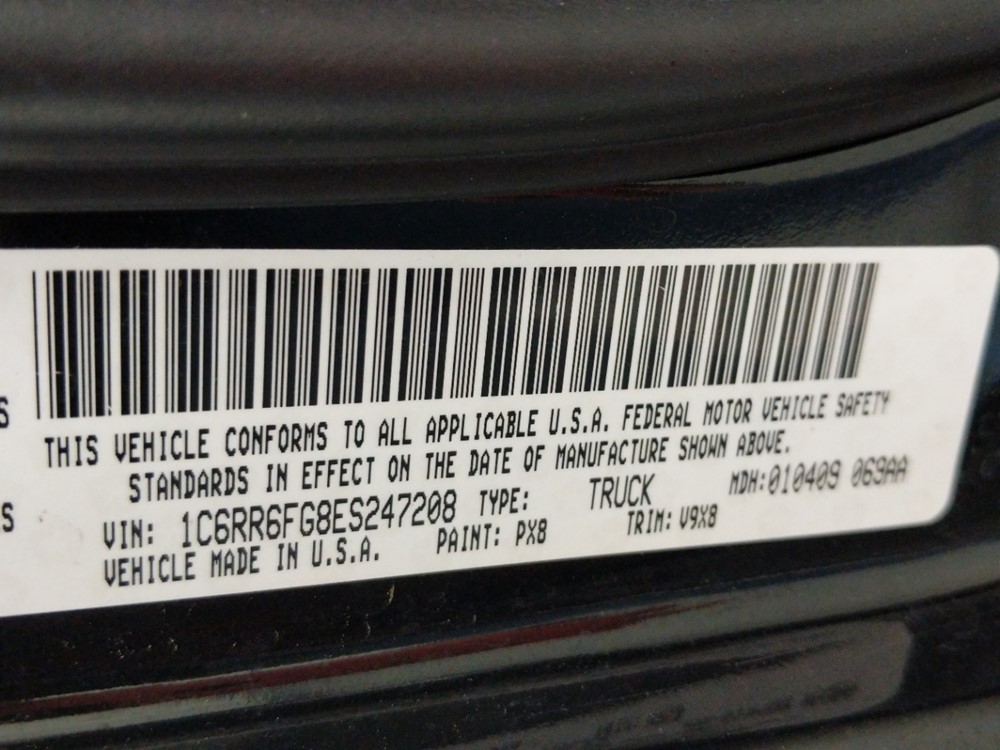 THIS VEHICLE CONFORMS TO ALL APPLICABLE U.S.A. FEDERAL MOTOR VEHICLE SAFETY
STANDARDS IN EFFECT ON THE DATE OF MANUFACTURE SHOWN ABOVE.
VIN: 1C6RR6FG8ES247208 TYPE: TRUCK MDH:010409 069AA
VEHICLE MADE IN U.S.A. PAINT: PX8 TRIM: V9X8